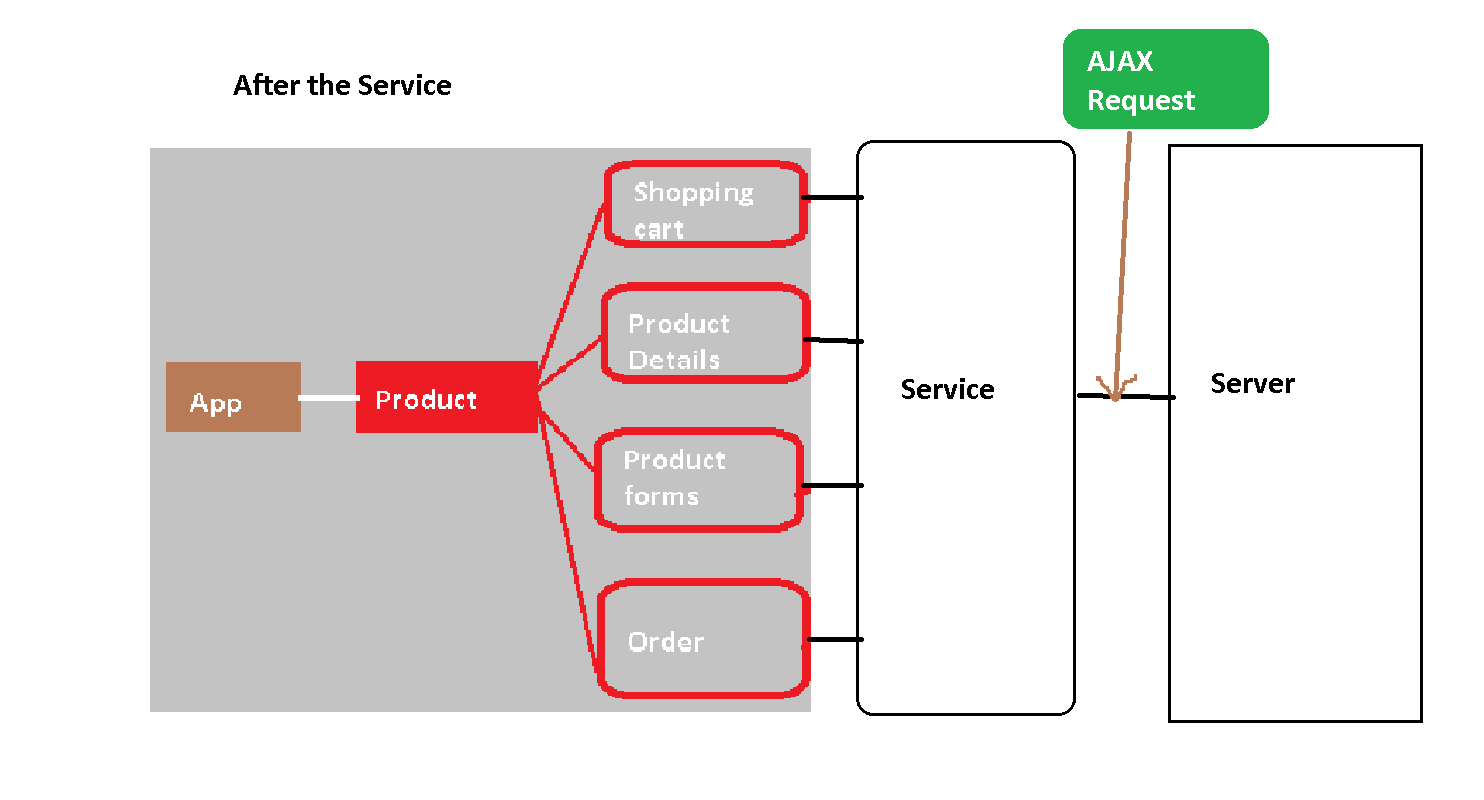 After the Service
AJAX
Request
Shopping
cart
Product
Details
App
Product
Service
Server
Product
forms
Order